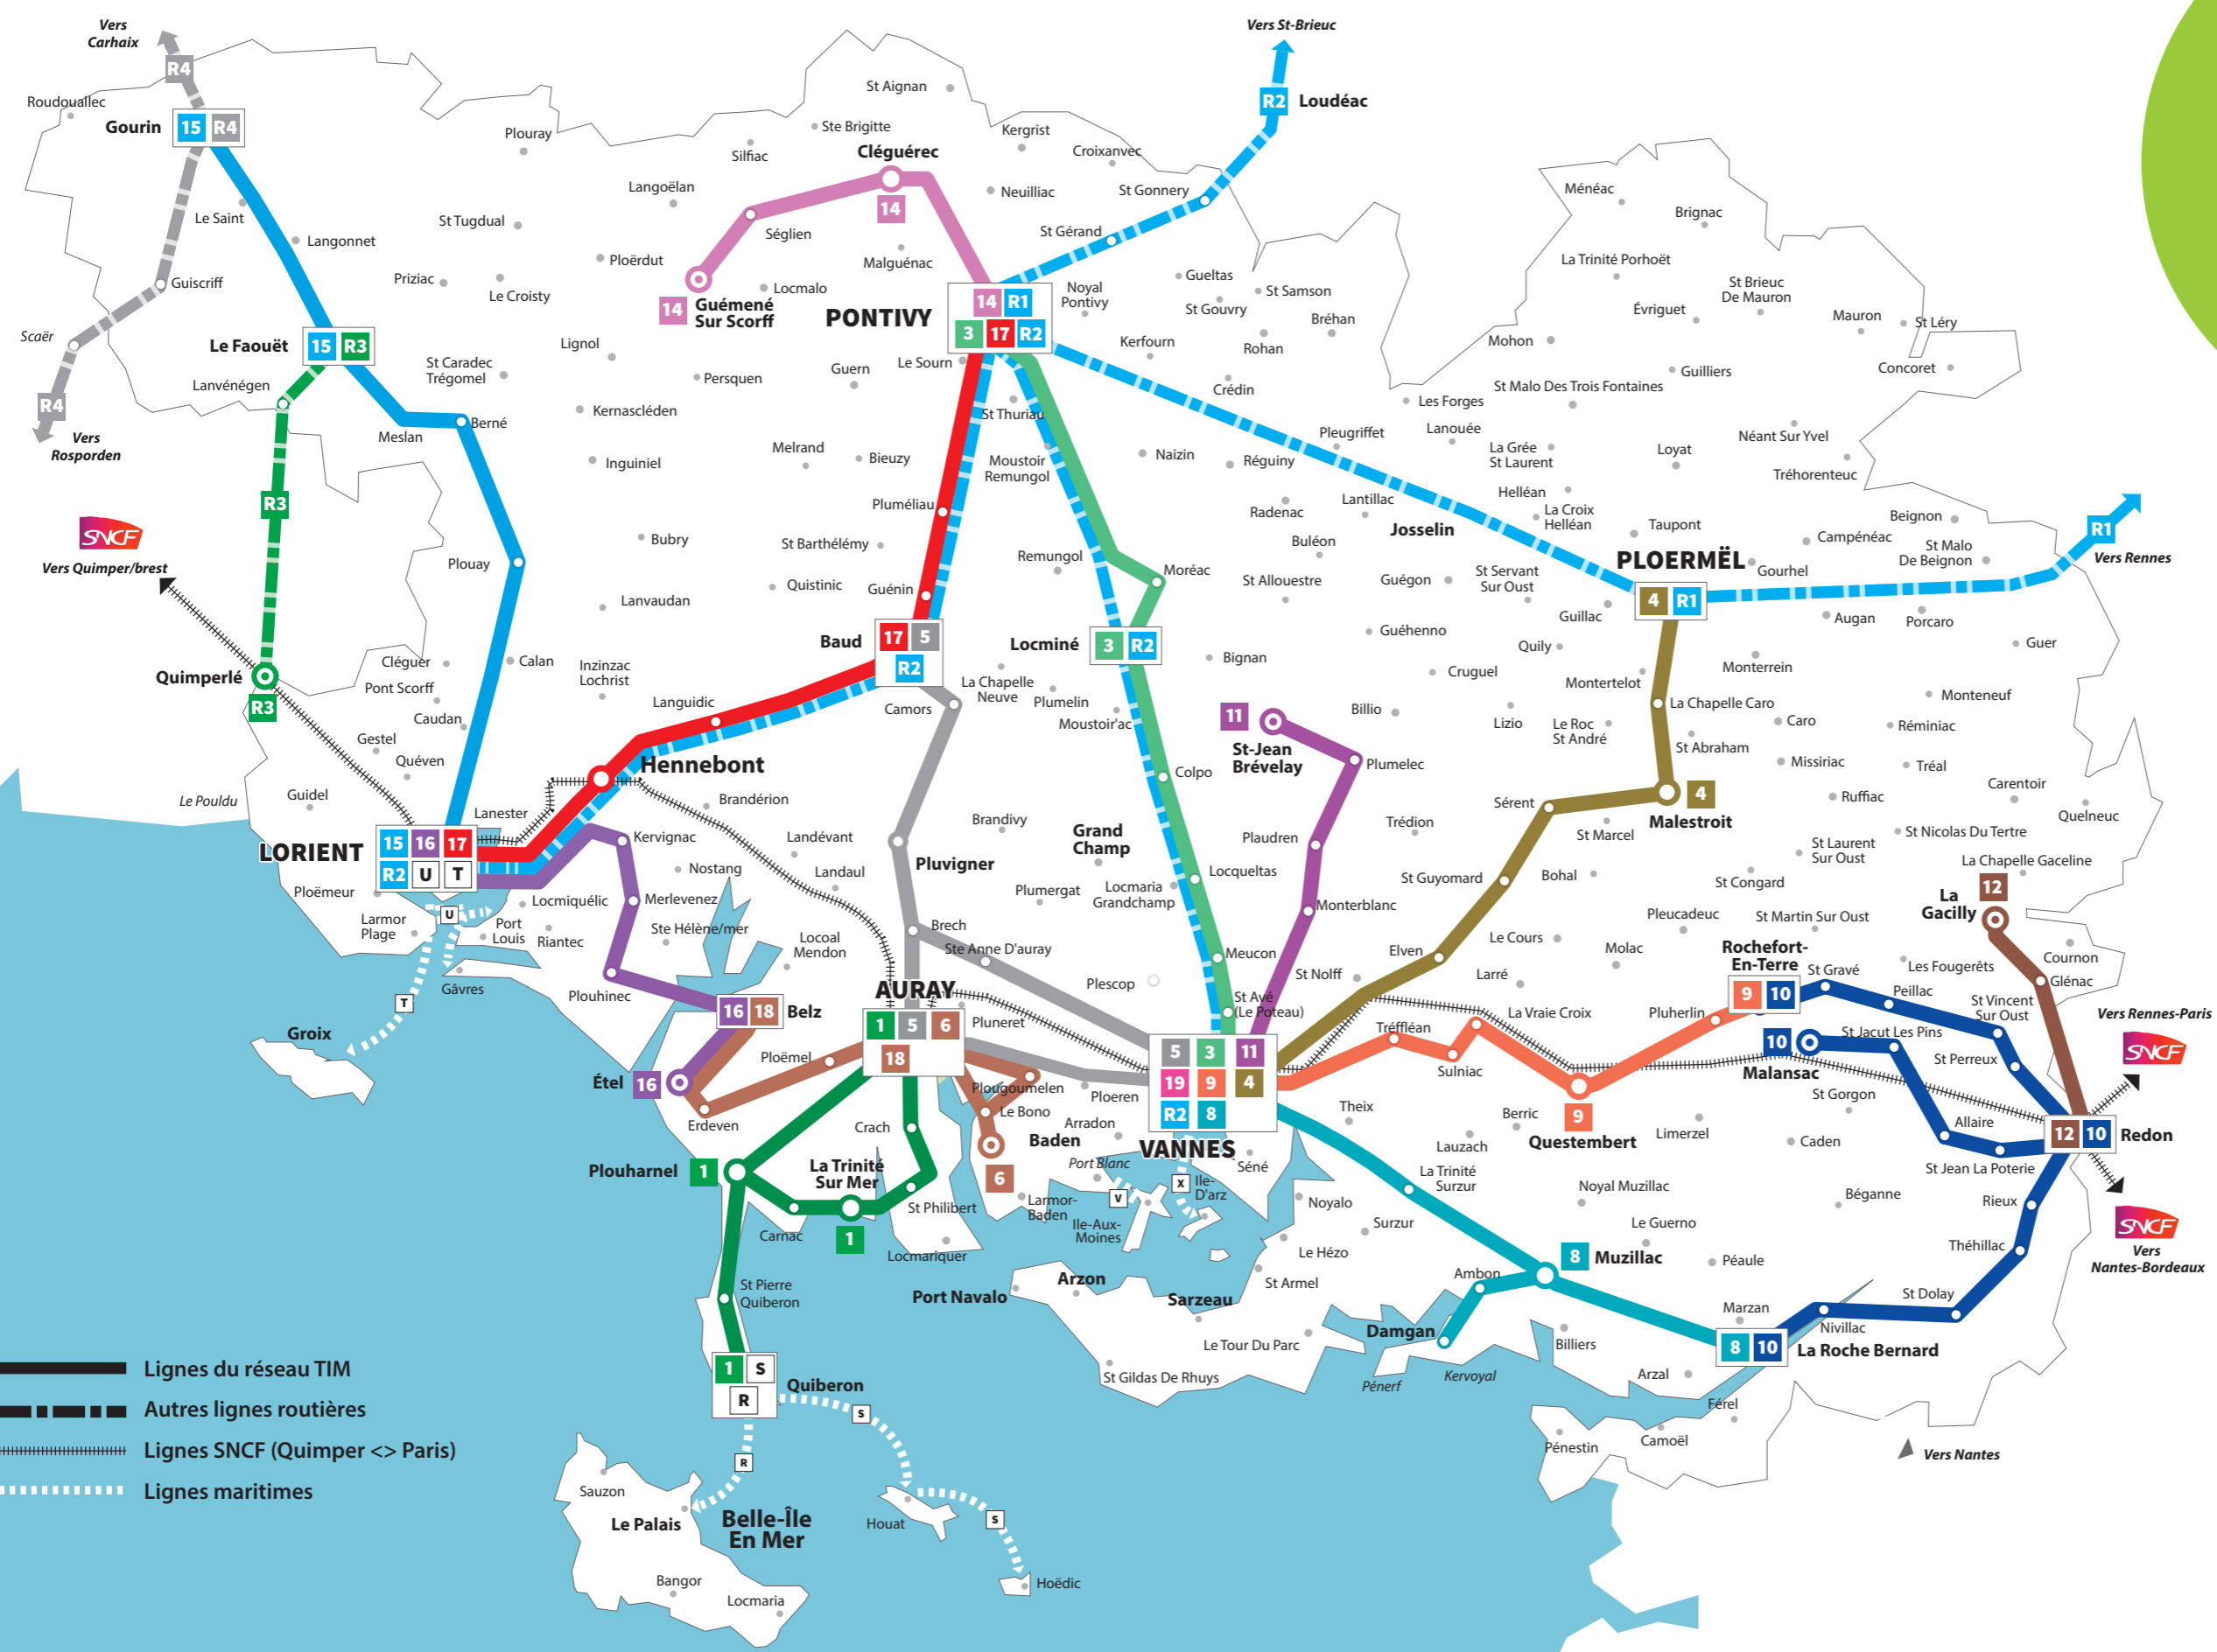 Vers
Carhaix
R4
Roudouallec
Gourin
15 R4
Le Saint
Langonnet
Guiscriff
Scaër
R4
Vers
Rosporden
Le Faouët
15 R3
Lanvénégen
Meslan
Berné
R3
SNCF
Vers Quimper/brest
Plouay
Quimperlé
R3
Cléguer
Calan
Pont Scorff
Caudan
Gestel
Quéven
Guidel
Le Pouldu
Plouray
St Tugdual
Priziac
Le Croisty
St Caradec
Trégomel
Lignol
Kernascléden
Inguiniel
Bubry
Lanvaudan
Inzinzac
Lochrist
Langoëlan
Ploërdut
Silfiac
Ste Brigitte
St Aignan
Cléguérec
14
Séglien
Malguénac
Locmalo
14
Guémené
Sur Scorff
Persquen
Guern
Le Sourn
Melrand
Bieuzy
Pluméliau
St Barthélémy
Quistinic
Guénin
Kergrist
Croixanvec
Neuilliac
St Gonnery
St Gérand
Vers St-Brieuc
R2
Loudéac
PONTIVY
14 R1
3 17 R2
Noyal
Pontivy
Gueltas
St Gouvry
St Samson
Bréhan
Rohan
Kerfourn
Crédin
St Thuriau
Moustoir
Remungol
Naizin
Réguiny
Pleugriffet
Radenac
Lantillac
Buléon
Remungol
Moréac
St Allouestre
Locminé
3 R2
Bignan
Baud
17 5
R2
La Chapelle
Neuve
Plumelin
Moustoir'ac
Camors
Languidic
Hennebont
Ménéac
Brignac
La Trinité Porhoët
St Brieuc
De Mauron
Évriguet
Mauron
St Léry
Mohon
Guilliers
Concoret
St Malo Des Trois Fontaines
Les Forges
Lanouée
La Grée
St Laurent
Loyat
Néant Sur Yvel
Tréhorenteuc
Helléan
La Croix
Helléan
Josselin
Taupont
Campénéac
Beignon
St Malo
De Beignon
R1
Vers Rennes
PLOERMËL
4 R1
Gourhel
Guégon
St Servant
Sur Oust
Guillac
Augan
Porcaro
Guer
Guéhenno
Quily
Cruguel
Montertelot
Monterrein
Monteneuf
La Chapelle Caro
Caro
Réminiac
Billio
Lizio
Le Roc
St André
St Abraham
Missiriac
Tréal
Carentoir
11
St-Jean
Brévelay
Plumelec
Colpo
Sérent
4
Malestroit
Ruffiac
Quelneuc
St Nicolas Du Tertre
Plaudren
Trédion
St Marcel
St Laurent
Sur Oust
La Chapelle Gaceline
Lanester
LORIENT
15 16 17
R2 U T
Ploëmeur
Larmor
Plage
U
Port
Louis
Locmiquélic
Riantec
Gâvres
T
Groix
Kervignac
Merlevenez
Nostang
Ste Hélène/mer
Plouhinec
Brandérion
Landévant
Landaul
Locoal
Mendon
Brandivy
Pluvigner
Grand
Champ
Plumergat
Locmaria
Grandchamp
Locqueltas
Brech
Ste Anne D'auray
Meucon
Plescop
St Avé
(Le Poteau)
Monterblanc
St Guyomard
Bohal
St Congard
12
La
Gacilly
Pleucadeuc
St Martin Sur Oust
Elven
Le Cours
Molac
Larré
St Nolff
Rochefort-
En-Terre
9 10
St Gravé
Les Fougerêts
Peillac
Cournon
Glénac
St Vincent
Sur Oust
Vers Rennes-Paris
SNCF
Pluherlin
La Vraie Croix
Tréffléan
Sulniac
10
Malansac
St Jacut Les Pins
St Perreux
St Gorgon
Allaire
12 10
Redon
St Jean La Poterie
Rieux
SNCF
Vers
Nantes-Bordeaux
Théhillac
St Dolay
Béganne
Caden
Limerzel
Berric
9
Questembert
Lauzach
Theix
16 18
Belz
Étel
16
Ploëmel
Erdeven
AURAY
1 5 6
18
Pluneret
Plougoumelen
Le Bono
Ploeren
Arradon
Baden
6
Crach
Plouharnel
1
La Trinité
Sur Mer
1
Carnac
St Philibert
Locmariquer
Larmor-
Baden
Port Blanc
V
Ile-Aux-
Moines
X
Ile-
D'arz
5 3 11
19 9 4
R2 8
VANNES
Séné
Noyalo
La Trinité
Surzur
Surzur
Le Hézo
St Armel
Noyal Muzillac
Le Guerno
Péaule
8
Muzillac
Ambon
Marzan
Nivillac
8 10
La Roche Bernard
Arzon
Port Navalo
Sarzeau
Le Tour Du Parc
St Gildas De Rhuys
Damgan
Pénerf
Kervoyal
Billiers
Arzal
Férel
Camoël
Pénestin
Vers Nantes
St Pierre
Quiberon
1 S
R
Quiberon
S
R
Sauzon
Le Palais
Belle-Île
En Mer
Bangor
Locmaria
Houat
S
Hoëdic
Lignes du réseau TIM
Autres lignes routières
Lignes SNCF (Quimper <> Paris)
Lignes maritimes